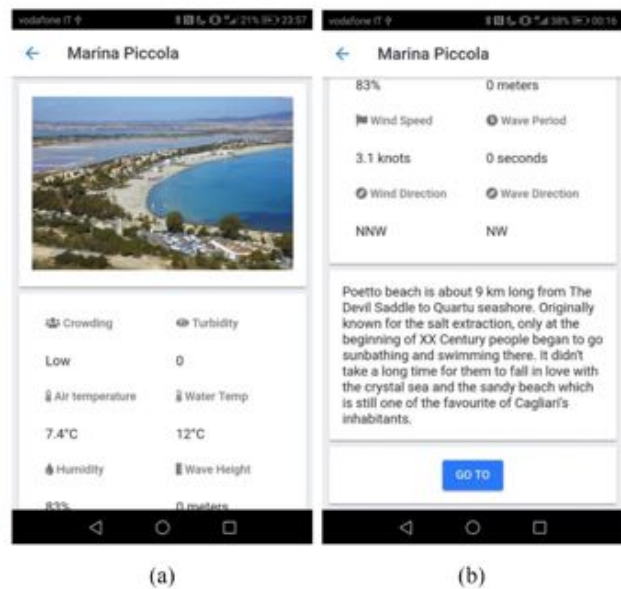 vodafone IT 21% 23:57
Marina Piccola
Crowding Turbidity
Low 0
Air temperature Water Temp
7.4°C 12°C
Humidity Wave Height
83% 0 meters
(a)
vodafone IT 38% 00:16
Marina Piccola
83% 0 meters
Wind Speed Wave Period
3.1 knots 0 seconds
Wind Direction Wave Direction
NNW NW
Poetto beach is about 9 km long from The
Devil Saddle to Quartu seashore. Originally
known for the salt extraction, only at the
beginning of XX Century people began to go
sunbathing and swimming there. It didn't
take a long time for them to fall in love with
the crystal sea and the sandy beach which
is still one of the favourite of Cagliari's
inhabitants.
GO TO
(b)